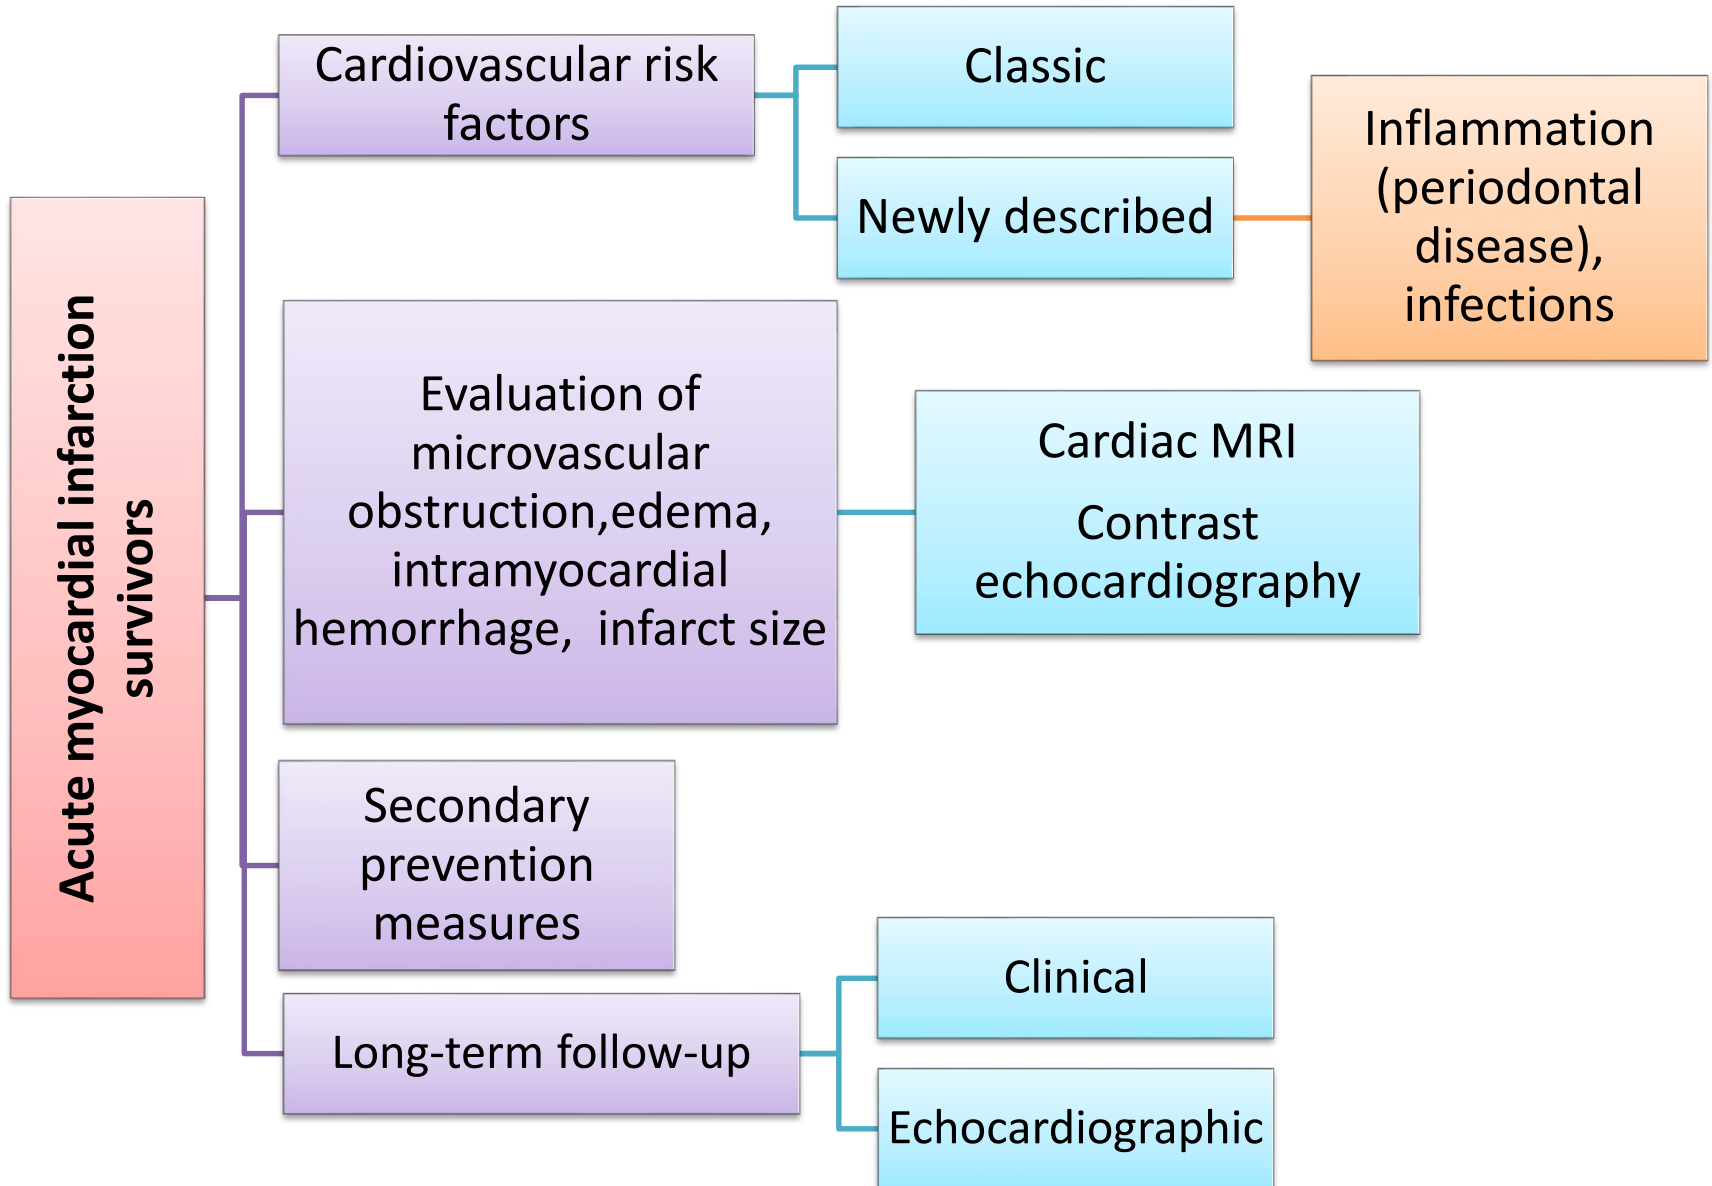 Acute myocardial infarction
survivors
Cardiovascular risk
factors
Classic
Newly described
Inflammation
(periodontal
disease),
infections
Evaluation of
microvascular
obstruction,edema,
intramyocardial
hemorrhage,  infarct size
Cardiac MRI
Contrast
echocardiography
Secondary
prevention
measures
Long-term follow-up
Clinical
Echocardiographic